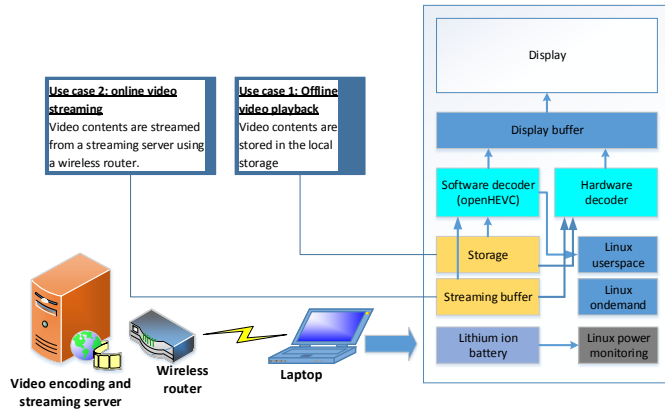 Display
Use case 2: online video
streaming
Video contents are streamed
from a streaming server using
a wireless router.
Use case 1: Offline
video playback
Video contents are
stored in the local
storage
Display buffer
Software decoder
(openHEVC)
Hardware
decoder
Storage
Linux
userspace
Streaming buffer
Linux
ondemand
Lithium ion
battery
Linux power
monitoring
Video encoding and
streaming server
Wireless
router
Laptop